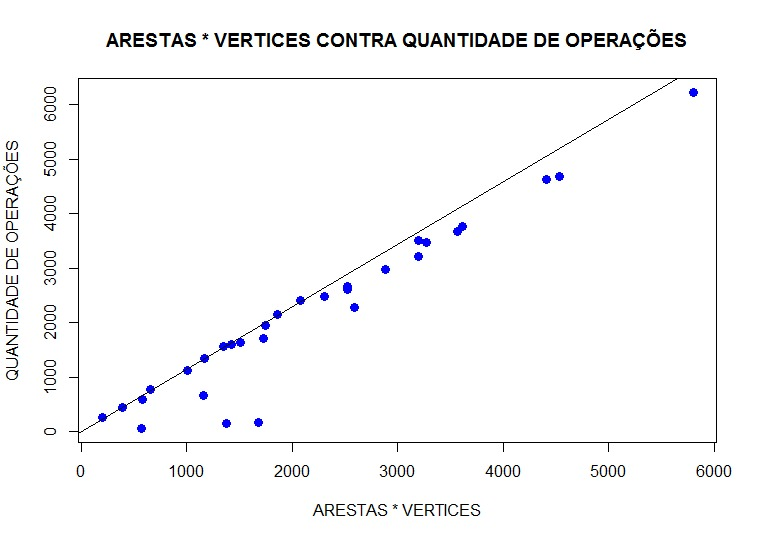 ARESTAS * VERTICES CONTRA QUANTIDADE DE OPERAÇÕES
QUANTIDADE DE OPERAÇÕES
6000
5000
4000
3000
2000
1000
0
0 1000 2000 3000 4000 5000 6000
ARESTAS * VERTICES